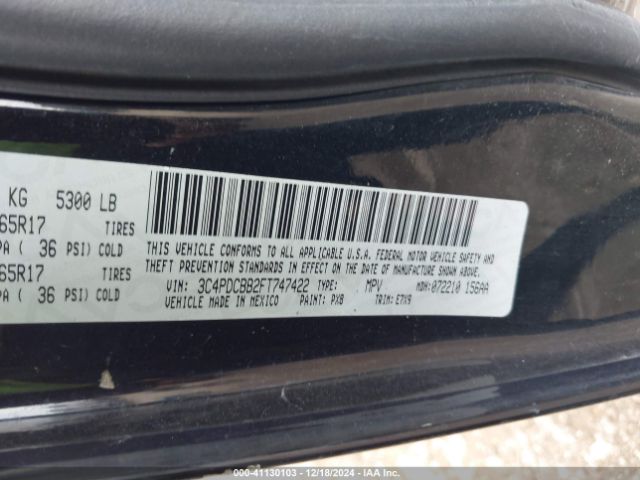 KG 5300 LB
65R17 TIRES
PA ( 36 PSI) COLD
65R17 TIRES
PA ( 36 PSI) COLD
THIS VEHICLE CONFORMS TO ALL APPLICABLE U.S.A. FEDERAL MOTOR VEHICLE SAFETY AND
THEFT PREVENTION STANDARDS IN EFFECT ON THE DATE OF MANUFACTURE SHOWN ABOVE.
VIN: 3C4PDCBB2FT747422 TYPE: MPV MDH: 072210 156AA
VEHICLE MADE IN MEXICO PAINT: PX8 TRIM: E7X9
000-41130103 | 12/18/2024 | IAA Inc.